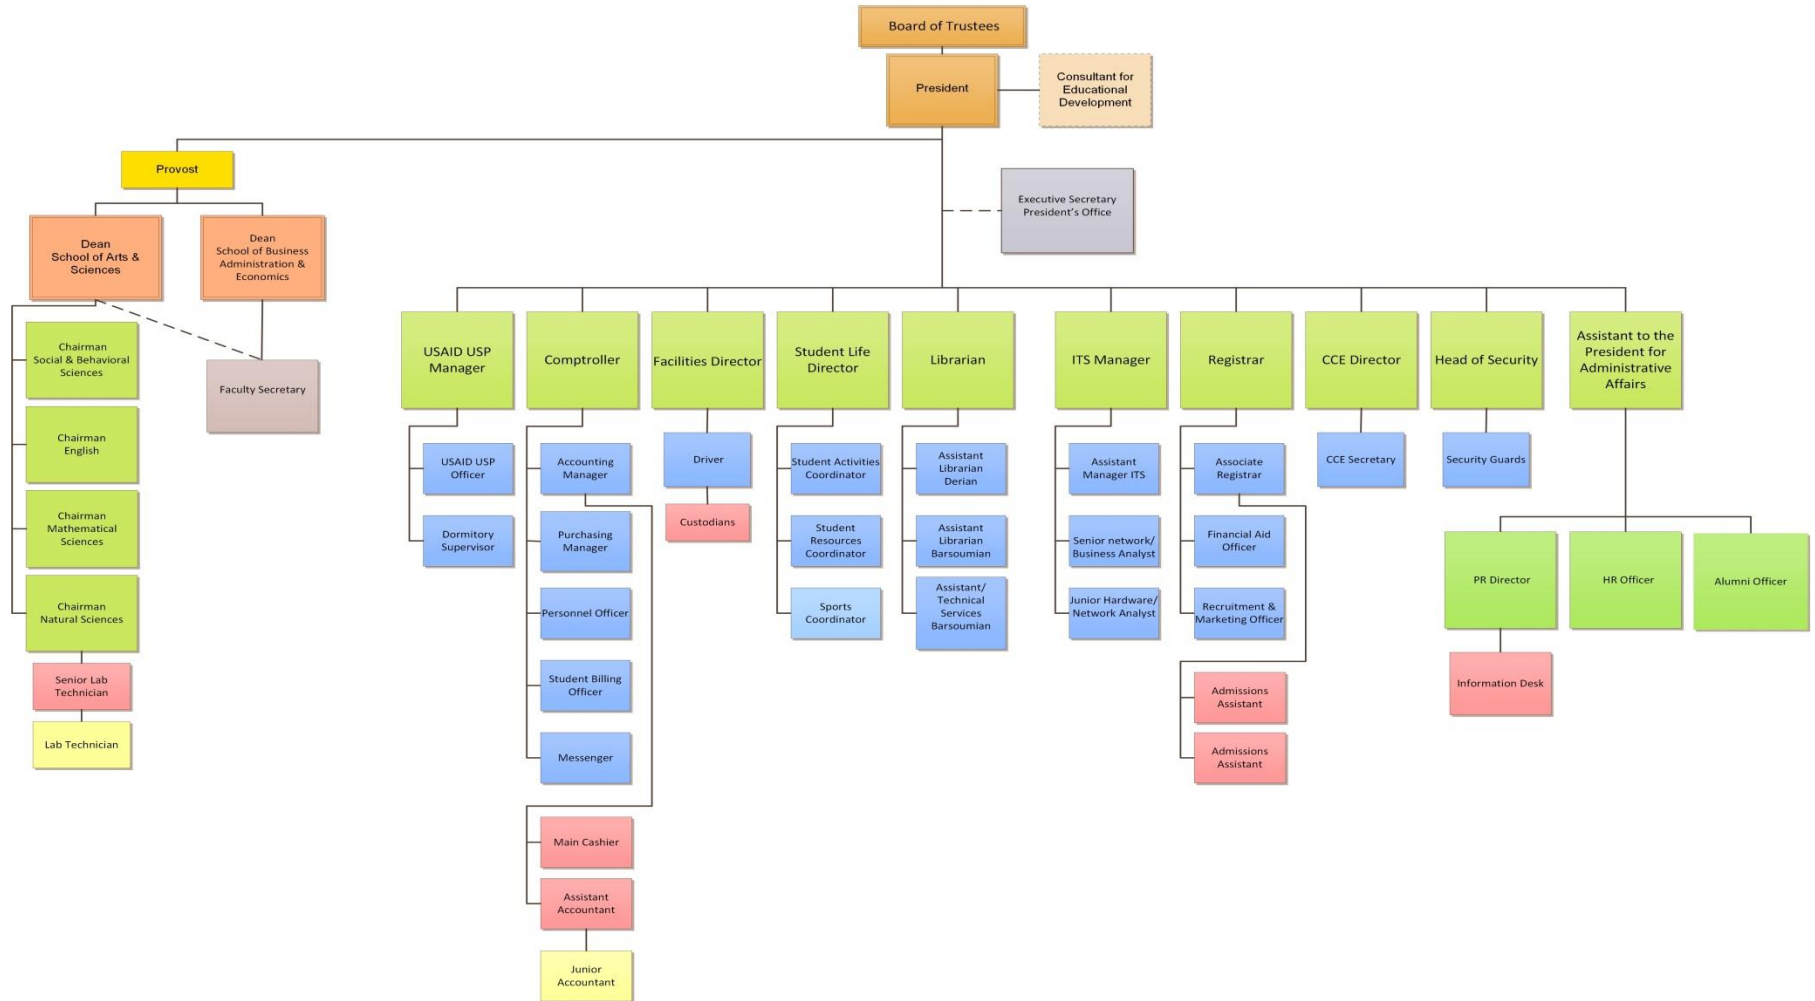 Board of Trustees
President
Consultant for
Educational
Development
Provost
Executive Secretary
President's Office
Dean
School of Arts &
Sciences
Dean
School of Business
Administration &
Economics
Chairman
Social & Behavioral
Sciences
Chairman
English
Chairman
Mathematical
Sciences
Chairman
Natural Sciences
Senior Lab
Technician
Lab Technician
Faculty Secretary
USAID USP
Manager
USAID USP
Officer
Dormitory
Supervisor
Comptroller
Accounting
Manager
Purchasing
Manager
Personnel Officer
Student Billing
Officer
Messenger
Main Cashier
Assistant
Accountant
Junior
Accountant
Facilities Director
Driver
Custodians
Student Life
Director
Student Activities
Coordinator
Student
Resources
Coordinator
Sports
Coordinator
Librarian
Assistant
Librarian
Derian
Assistant
Librarian
Barsoumian
Assistant/
Technical
Services
Barsoumian
ITS Manager
Assistant
Manager ITS
Senior network/
Business Analyst
Junior Hardware/
Network Analyst
Registrar
Associate
Registrar
Financial Aid
Officer
Recruitment &
Marketing Officer
Admissions
Assistant
Admissions
Assistant
CCE Director
CCE Secretary
Head of Security
Security Guards
Assistant to the
President for
Administrative
Affairs
PR Director
Information Desk
HR Officer
Alumni Officer